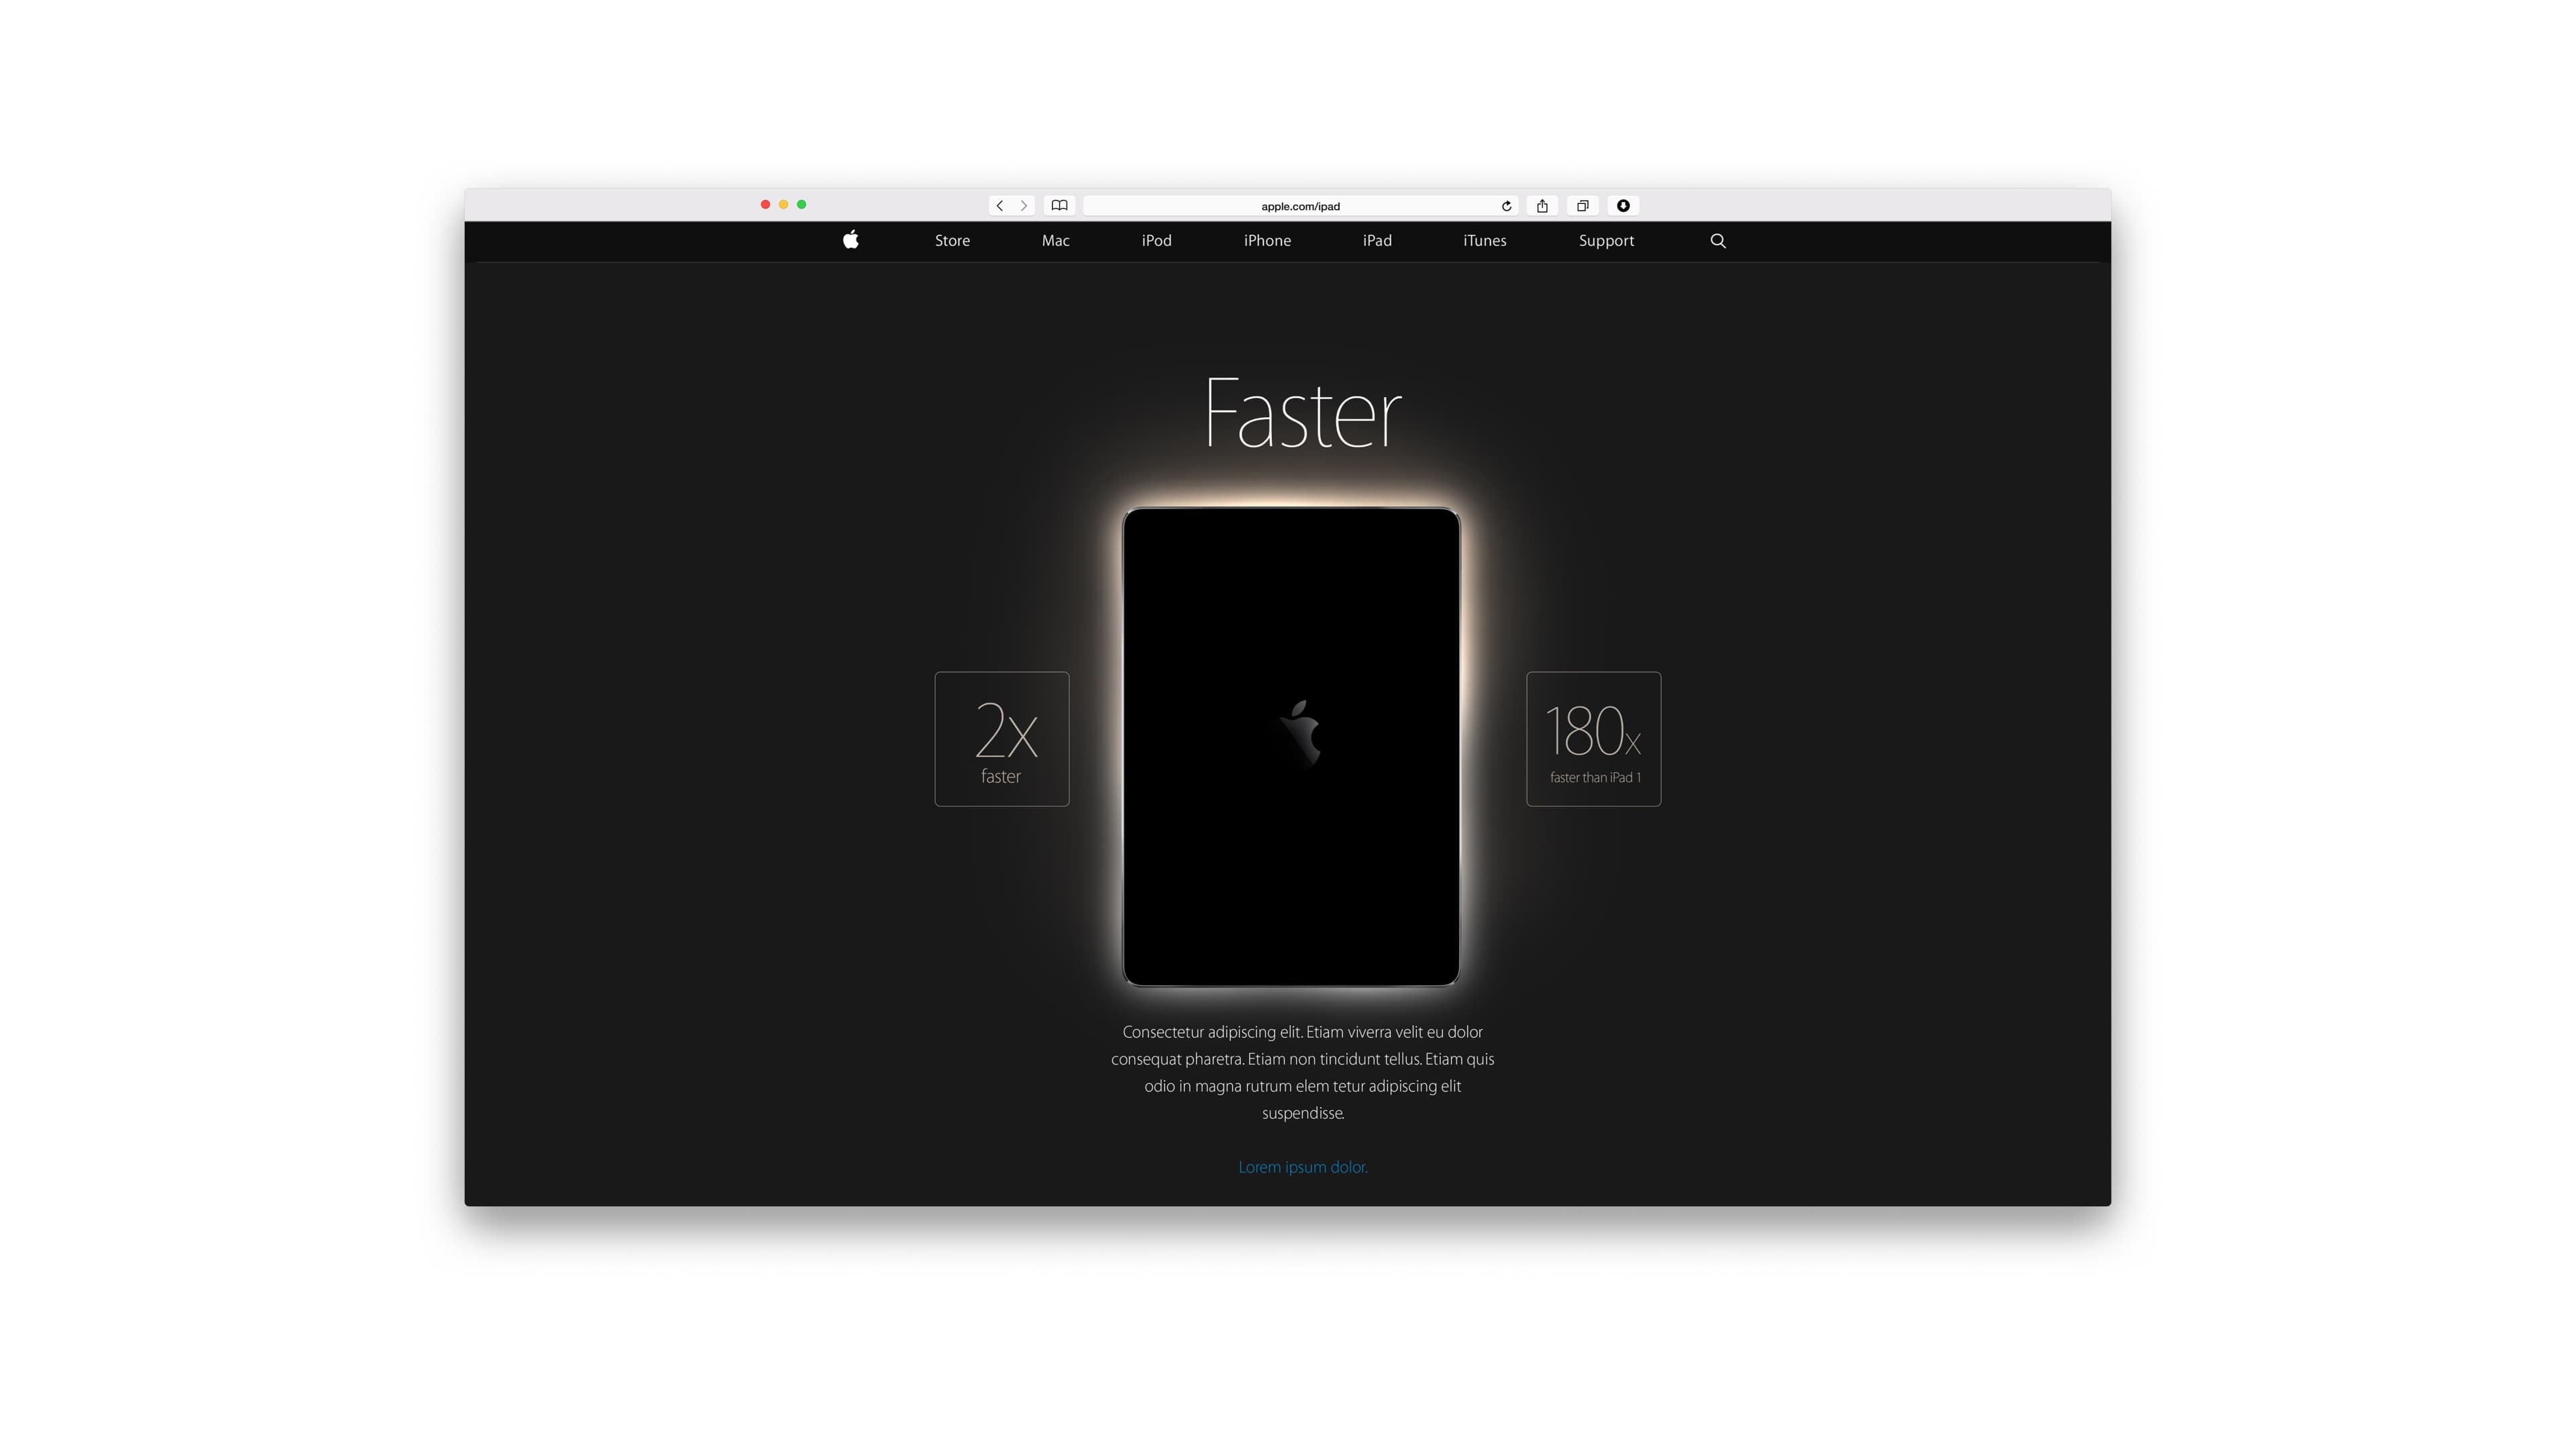 apple.com/ipad
Store Mac iPod iPhone iPad iTunes Support
Faster
2x
faster
180x
faster than iPad 1
Consectetur adipiscing elit. Etiam viverra velit eu dolor
consequat pharetra. Etiam non tincidunt tellus. Etiam quis
odio in magna rutrum elem tetur adipiscing elit
suspendisse.
Lorem ipsum dolor.